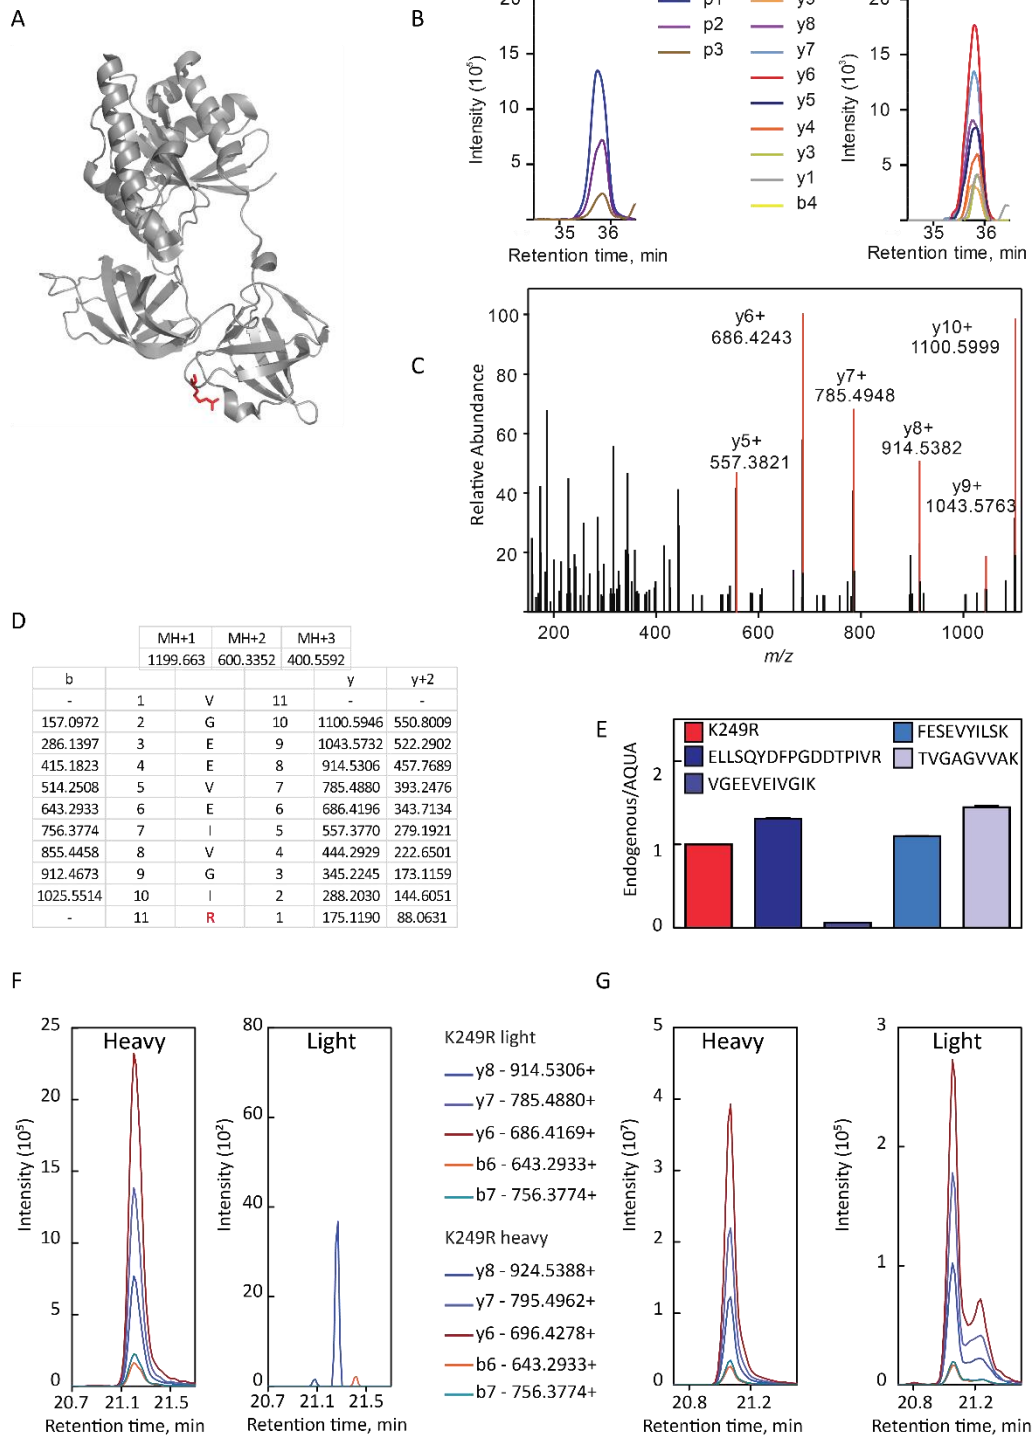 A
B
20
15
10
5
Intensity (10⁵)
35
36
Retention time, min
p1
p2
p3
y9
y8
y7
y6
y5
y4
y3
y1
b4
20
15
10
5
Intensity (10³)
35
36
Retention time, min
C
100
80
60
40
20
Relative Abundance
y6+
686.4243
y10+
1100.5999
y7+
785.4948
y8+
914.5382
y5+
557.3821
y9+
1043.5763
200
400
600
800
1000
m/z
D
MH+1 MH+2 MH+3
1199.663 600.3352 400.5592
b y y+2
- 1 V 11 - -
157.0972 2 G 10 1100.5946 550.8009
286.1397 3 E 9 1043.5732 522.2902
415.1823 4 E 8 914.5306 457.7689
514.2508 5 V 7 785.4880 393.2476
643.2933 6 E 6 686.4196 343.7134
756.3774 7 I 5 557.3770 279.1921
855.4458 8 V 4 444.2929 222.6501
912.4673 9 G 3 345.2245 173.1159
1025.5514 10 I 2 288.2030 144.6051
- 11 R 1 175.1190 88.0631
E
K249R
ELLSQYDFPGDDTPIVR
VGEEVEIVGIK
FESEVYILSK
TVGAGVVAK
2
1
0
Endogenous/AQUA
F
Heavy
25
20
15
10
5
0
Intensity (10⁵)
20.7
21.1
21.5
Retention time, min
Light
80
60
40
20
0
Intensity (10²)
20.7
21.1
21.5
Retention time, min
K249R light
y8 - 914.5306+
y7 - 785.4880+
y6 - 686.4169+
b6 - 643.2933+
b7 - 756.3774+
K249R heavy
y8 - 924.5388+
y7 - 795.4962+
y6 - 696.4278+
b6 - 643.2933+
b7 - 756.3774+
G
Heavy
5
4
3
2
1
0
Intensity (10⁷)
20.8
21.2
Retention time, min
Light
3
2
1
0
Intensity (10⁵)
20.8
21.2
Retention time, min